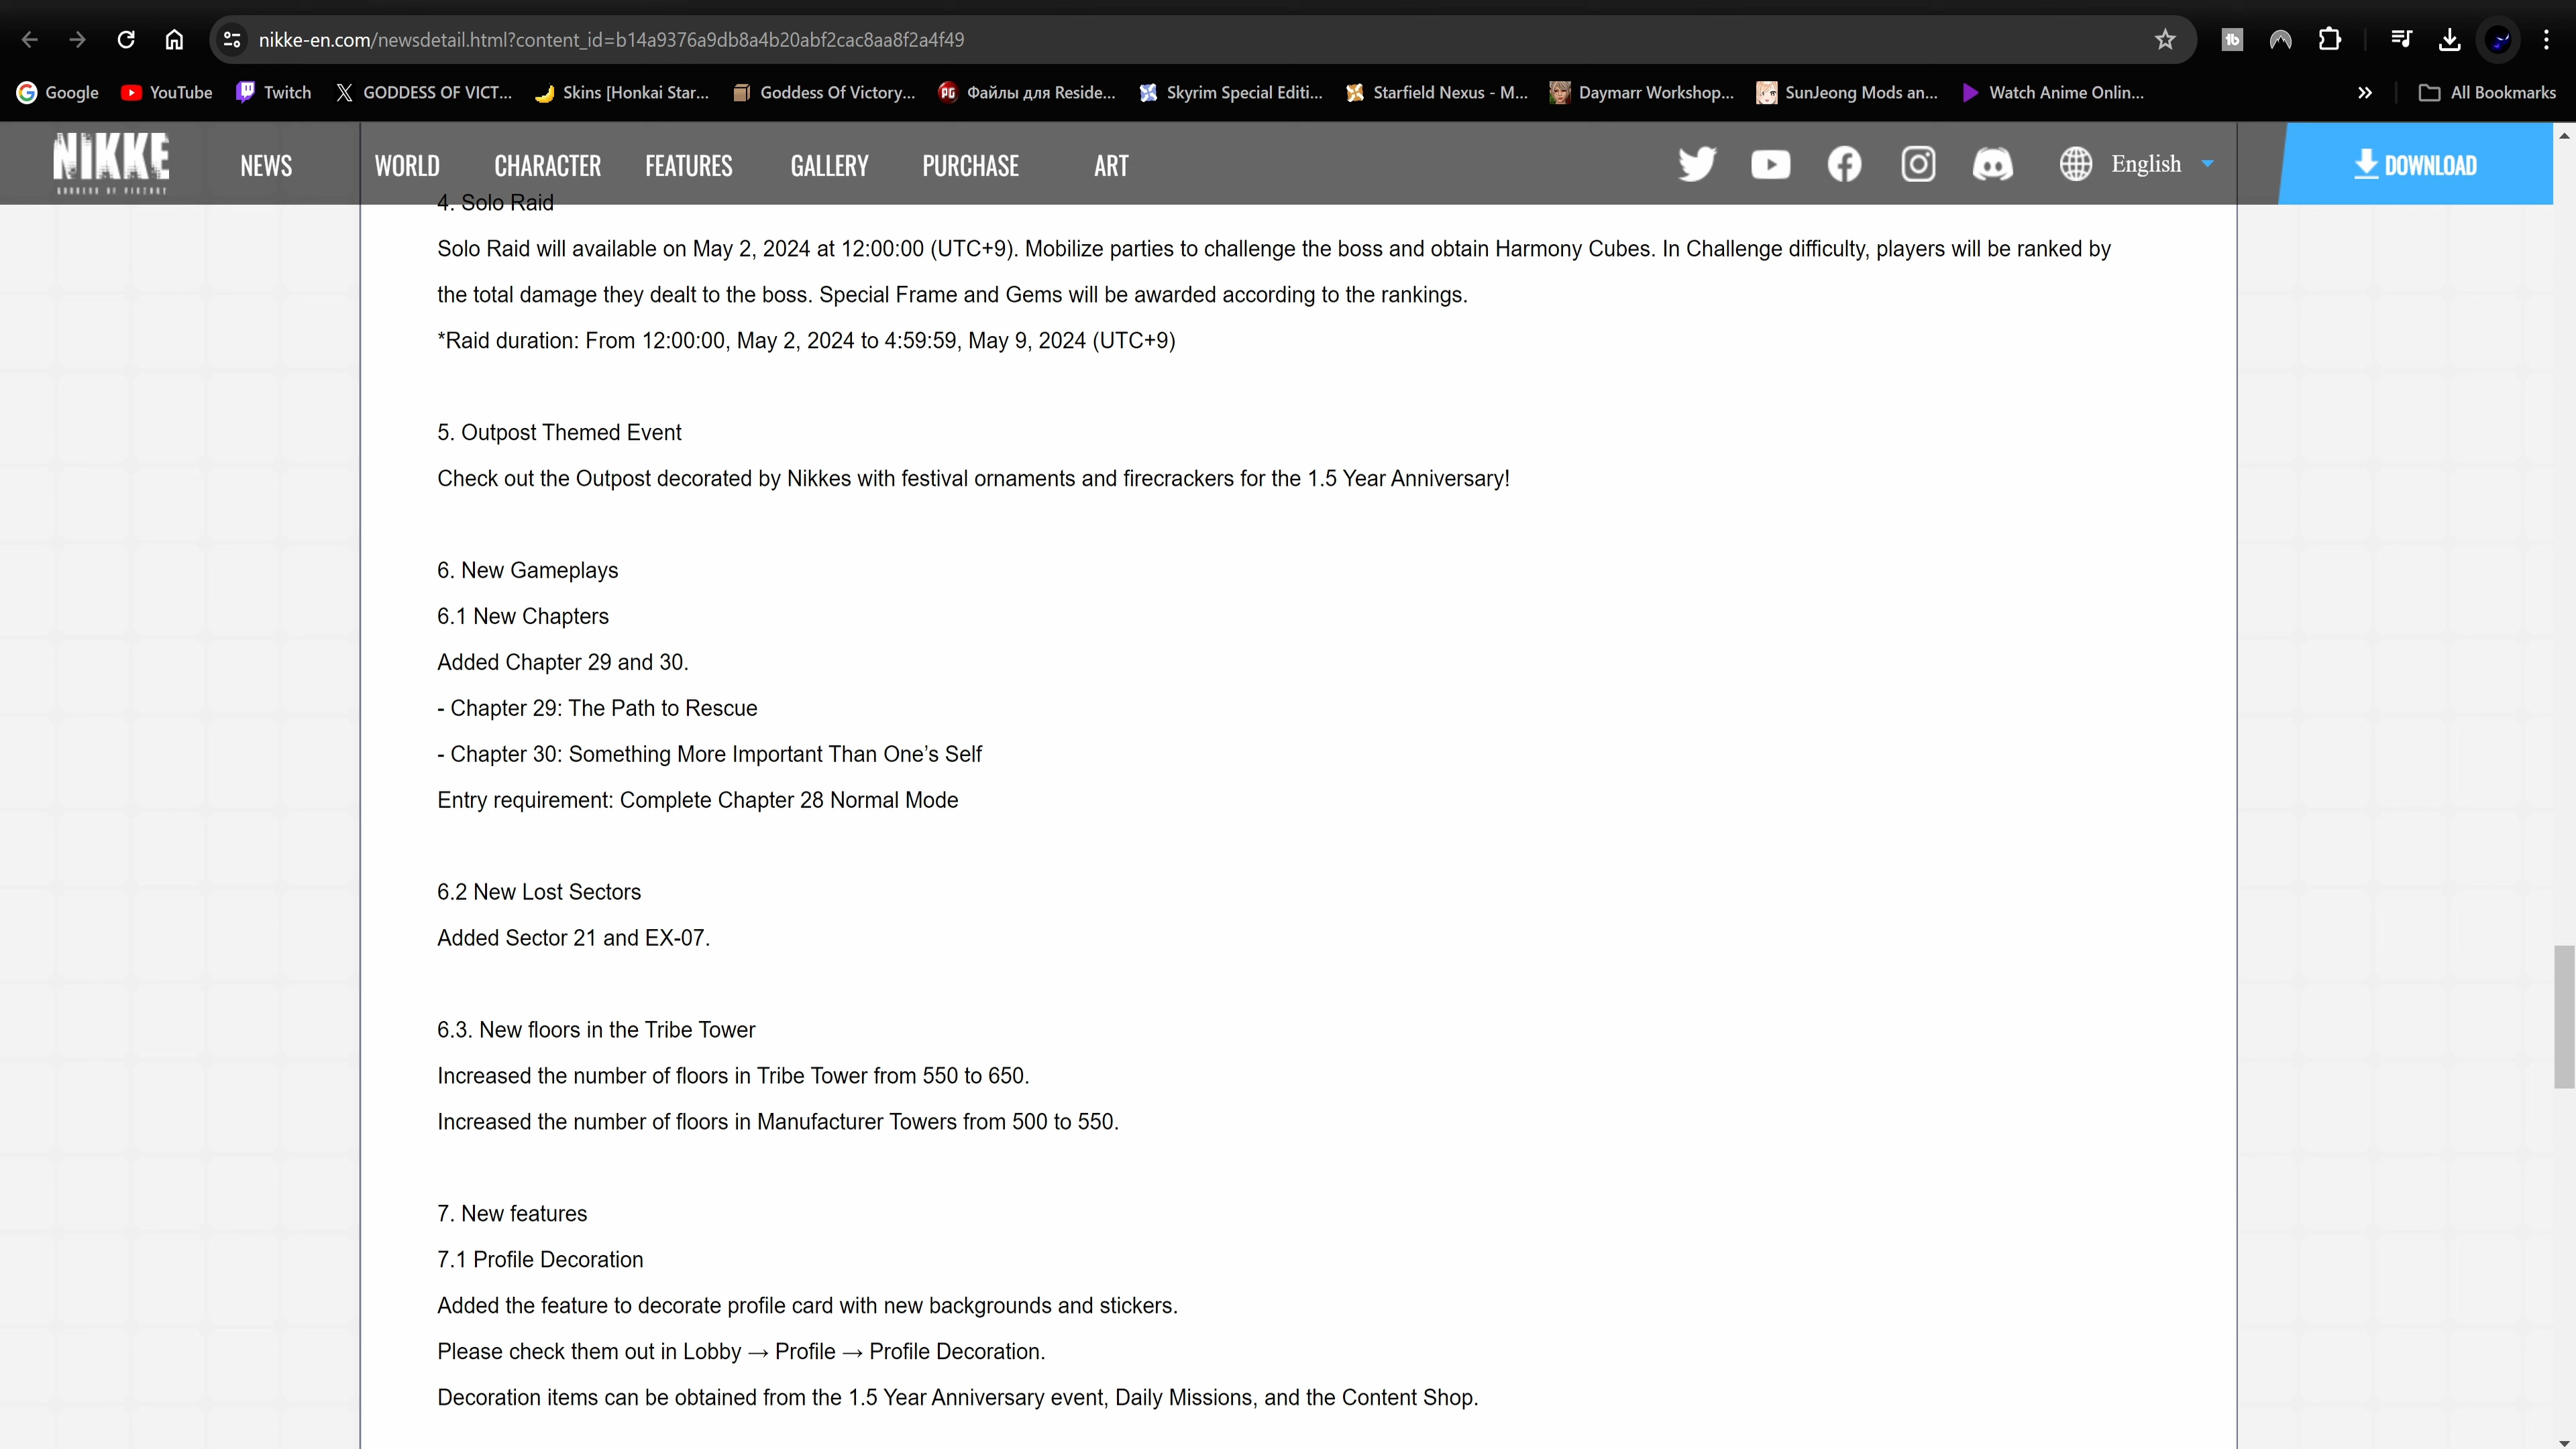 nikke-en.com/newsdetail.html?content_id=b14a9376a9db8a4b20abf2cac8aa8f2a4f49
Google YouTube Twitch GODDESS OF VICT... Skins [Honkai Star... Goddess Of Victory... Файлы для Reside... Skyrim Special Editi... Starfield Nexus - M... Daymarr Workshop... SunJeong Mods an... Watch Anime Onlin... » All Bookmarks
NIKKE
GODDESS OF VICTORY
NEWS WORLD CHARACTER FEATURES GALLERY PURCHASE ART English DOWNLOAD
4. Solo Raid
Solo Raid will available on May 2, 2024 at 12:00:00 (UTC+9). Mobilize parties to challenge the boss and obtain Harmony Cubes. In Challenge difficulty, players will be ranked by
the total damage they dealt to the boss. Special Frame and Gems will be awarded according to the rankings.
*Raid duration: From 12:00:00, May 2, 2024 to 4:59:59, May 9, 2024 (UTC+9)
5. Outpost Themed Event
Check out the Outpost decorated by Nikkes with festival ornaments and firecrackers for the 1.5 Year Anniversary!
6. New Gameplays
6.1 New Chapters
Added Chapter 29 and 30.
- Chapter 29: The Path to Rescue
- Chapter 30: Something More Important Than One’s Self
Entry requirement: Complete Chapter 28 Normal Mode
6.2 New Lost Sectors
Added Sector 21 and EX-07.
6.3. New floors in the Tribe Tower
Increased the number of floors in Tribe Tower from 550 to 650.
Increased the number of floors in Manufacturer Towers from 500 to 550.
7. New features
7.1 Profile Decoration
Added the feature to decorate profile card with new backgrounds and stickers.
Please check them out in Lobby → Profile → Profile Decoration.
Decoration items can be obtained from the 1.5 Year Anniversary event, Daily Missions, and the Content Shop.